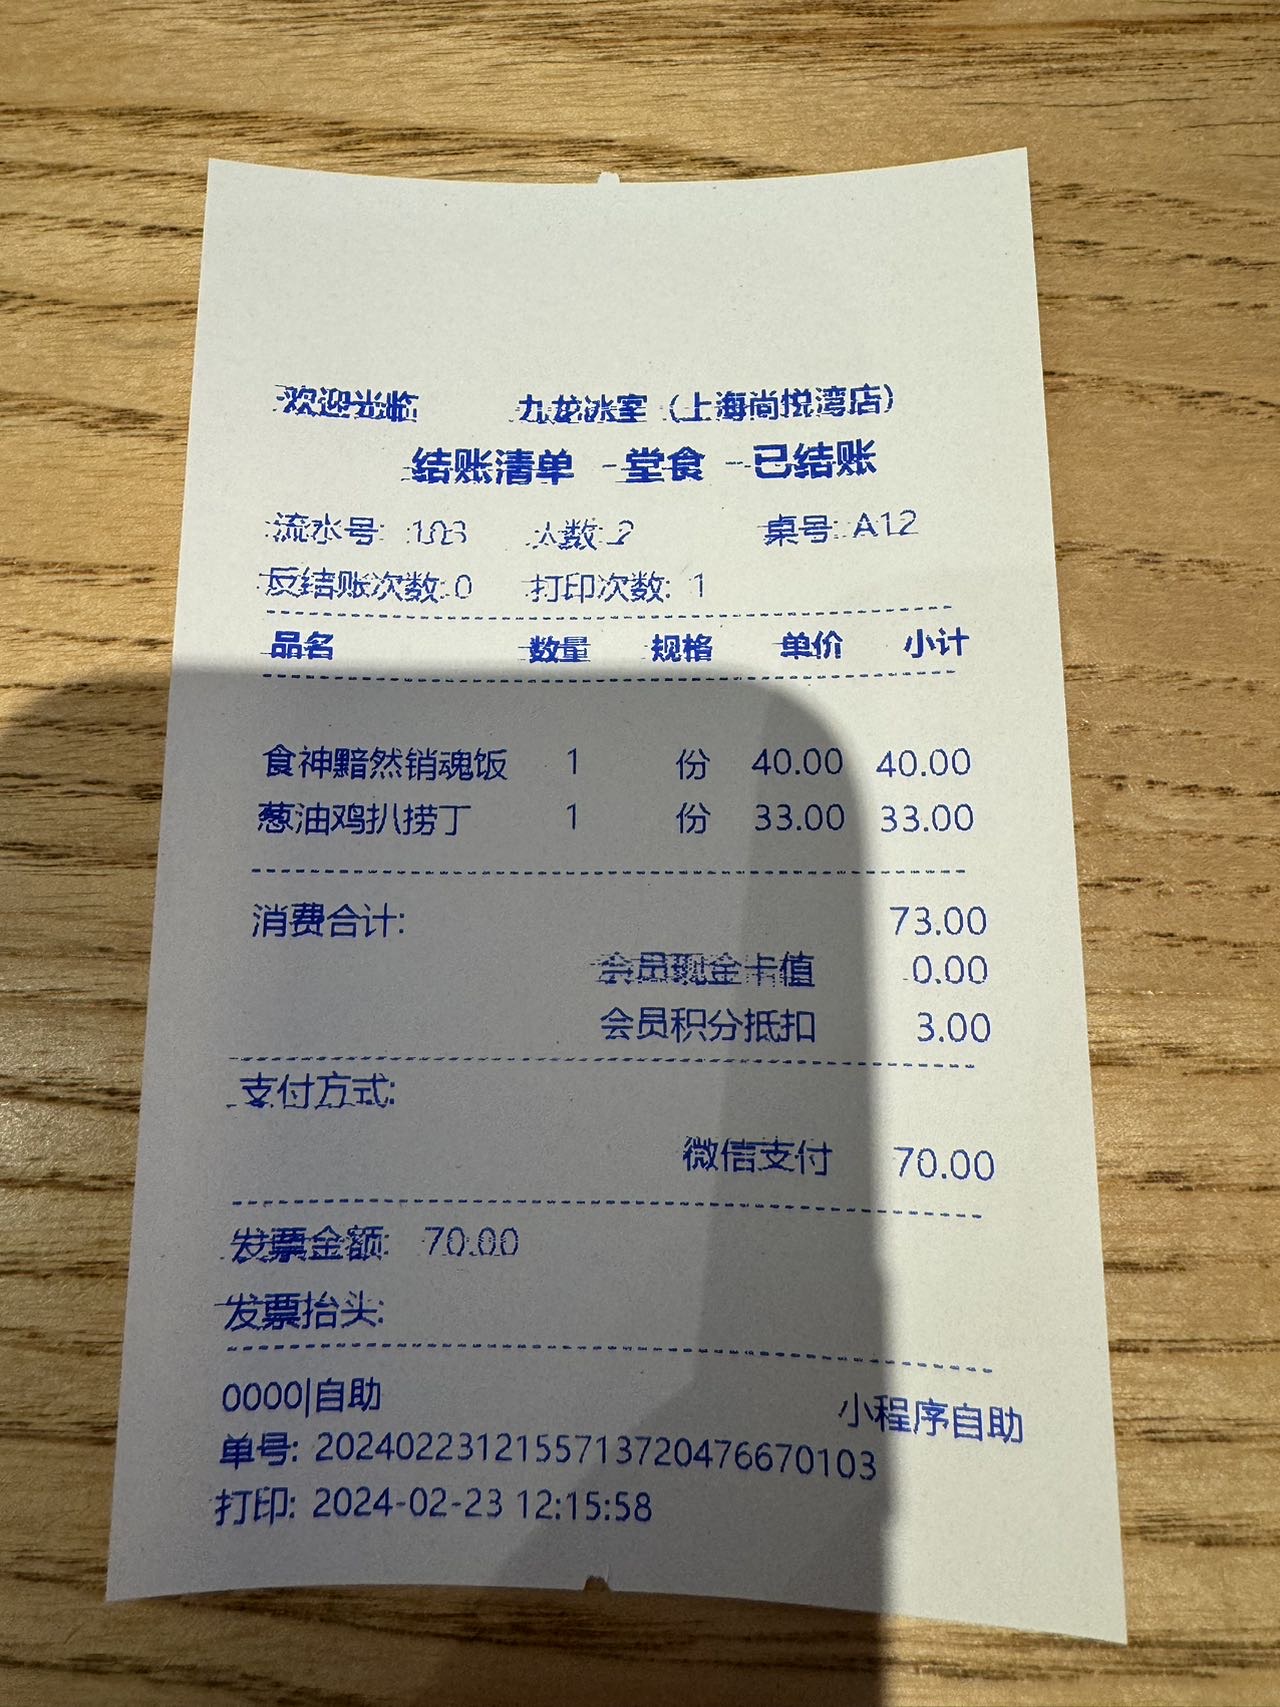 欢迎光临 九龙冰室（上海尚悦湾店）
结账清单 -堂食 -已结账
流水号: 103 人数:2 桌号: A12
反结账次数:0 打印次数: 1
品名 数量 规格 单价 小计
食神黯然销魂饭 1 份 40.00 40.00
葱油鸡扒捞丁 1 份 33.00 33.00
消费合计: 73.00
会员现金卡值 0.00
会员积分抵扣 3.00
支付方式:
微信支付 70.00
发票金额: 70.00
发票抬头:
0000|自助 小程序自助
单号: 20240223121557137204766​70103
打印: 2024-02-23 12:15:58